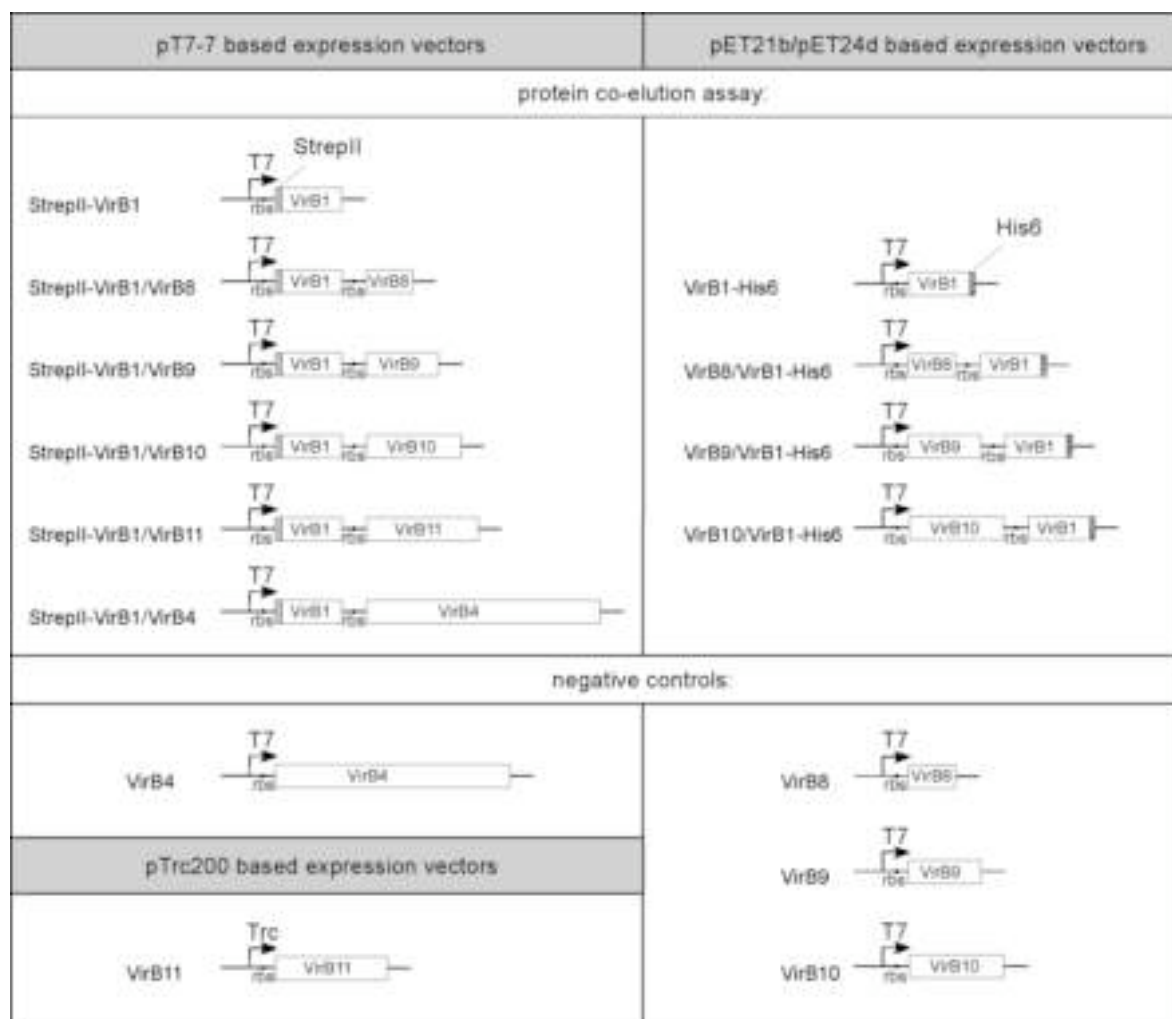 pT7-7 based expression vectors
pET21b/pET24d based expression vectors
protein co-elution assay:
StrepII
T7
StrepII-VirB1
rbs
VirB1
T7
StrepII-VirB1/VirB8
rbs
VirB1
rbs
VirB8
T7
StrepII-VirB1/VirB9
rbs
VirB1
rbs
VirB9
T7
StrepII-VirB1/VirB10
rbs
VirB1
rbs
VirB10
T7
StrepII-VirB1/VirB11
rbs
VirB1
rbs
VirB11
T7
StrepII-VirB1/VirB4
rbs
VirB1
rbs
VirB4
His6
T7
VirB1-His6
rbs
VirB1
T7
VirB8/VirB1-His6
rbs
VirB8
rbs
VirB1
T7
VirB9/VirB1-His6
rbs
VirB9
rbs
VirB1
T7
VirB10/VirB1-His6
rbs
VirB10
rbs
VirB1
negative controls:
T7
VirB4
rbs
VirB4
pTrc200 based expression vectors
Trc
VirB11
rbs
VirB11
T7
VirB8
rbs
VirB8
T7
VirB9
rbs
VirB9
T7
VirB10
rbs
VirB10